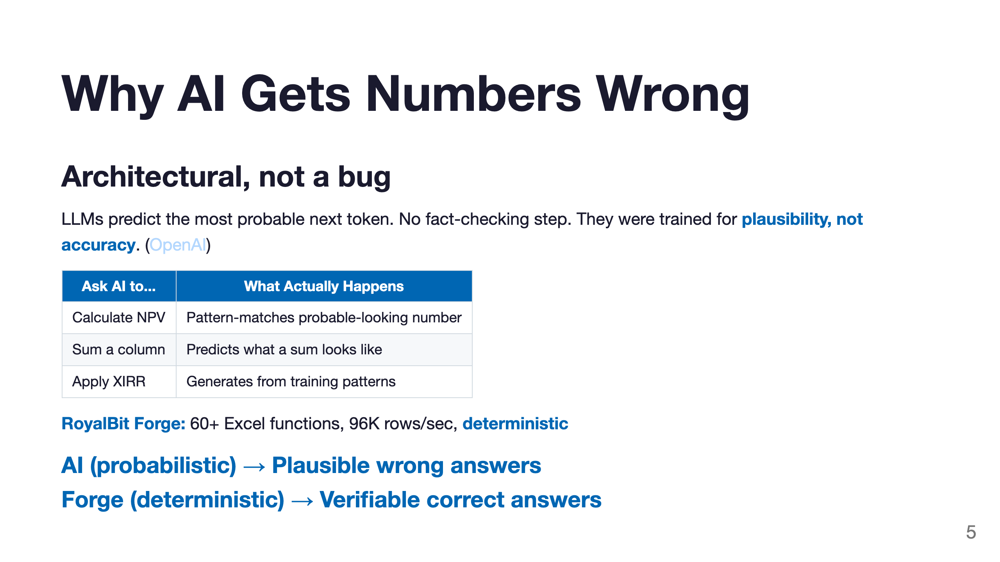 Why AI Gets Numbers Wrong
Architectural, not a bug
LLMs predict the most probable next token. No fact-checking step. They were trained for plausibility, not
accuracy. (OpenAI)
Ask AI to... What Actually Happens
Calculate NPV Pattern-matches probable-looking number
Sum a column Predicts what a sum looks like
Apply XIRR Generates from training patterns
RoyalBit Forge: 60+ Excel functions, 96K rows/sec, deterministic
AI (probabilistic) → Plausible wrong answers
Forge (deterministic) → Verifiable correct answers
5